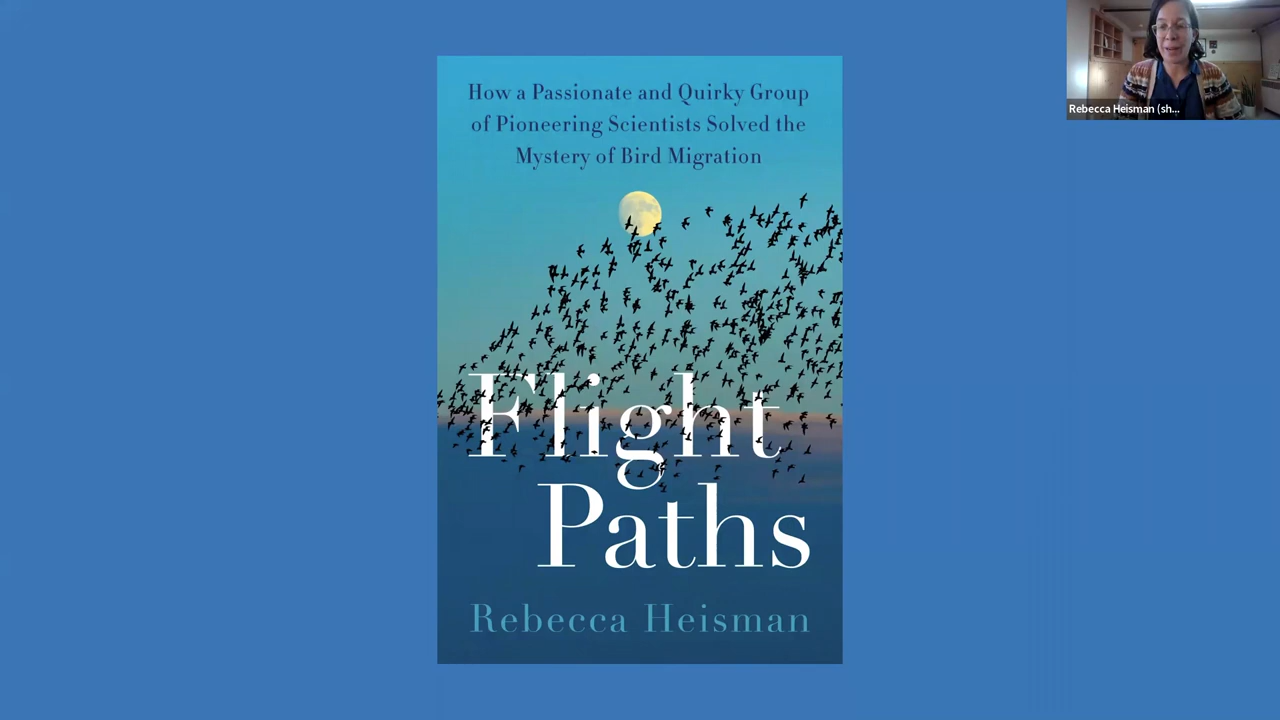 How a Passionate and Quirky Group
of Pioneering Scientists Solved the
Mystery of Bird Migration
Flight
Paths
Rebecca Heisman
Rebecca Heisman (sh...